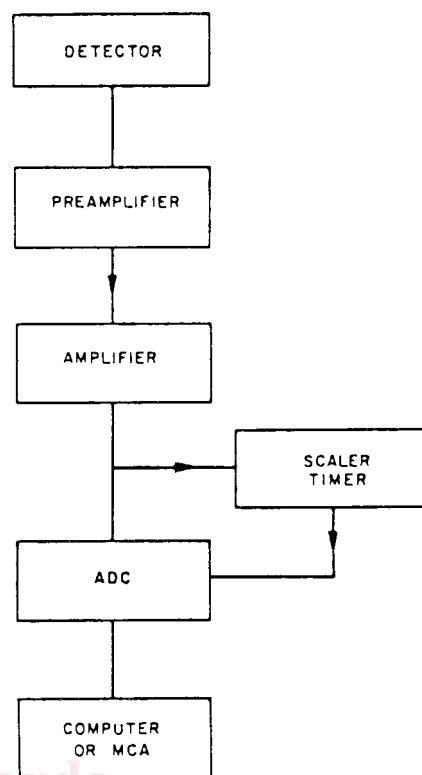 DETECTOR
PREAMPLIFIER
AMPLIFIER
SCALER
TIMER
ADC
COMPUTER
OR MCA